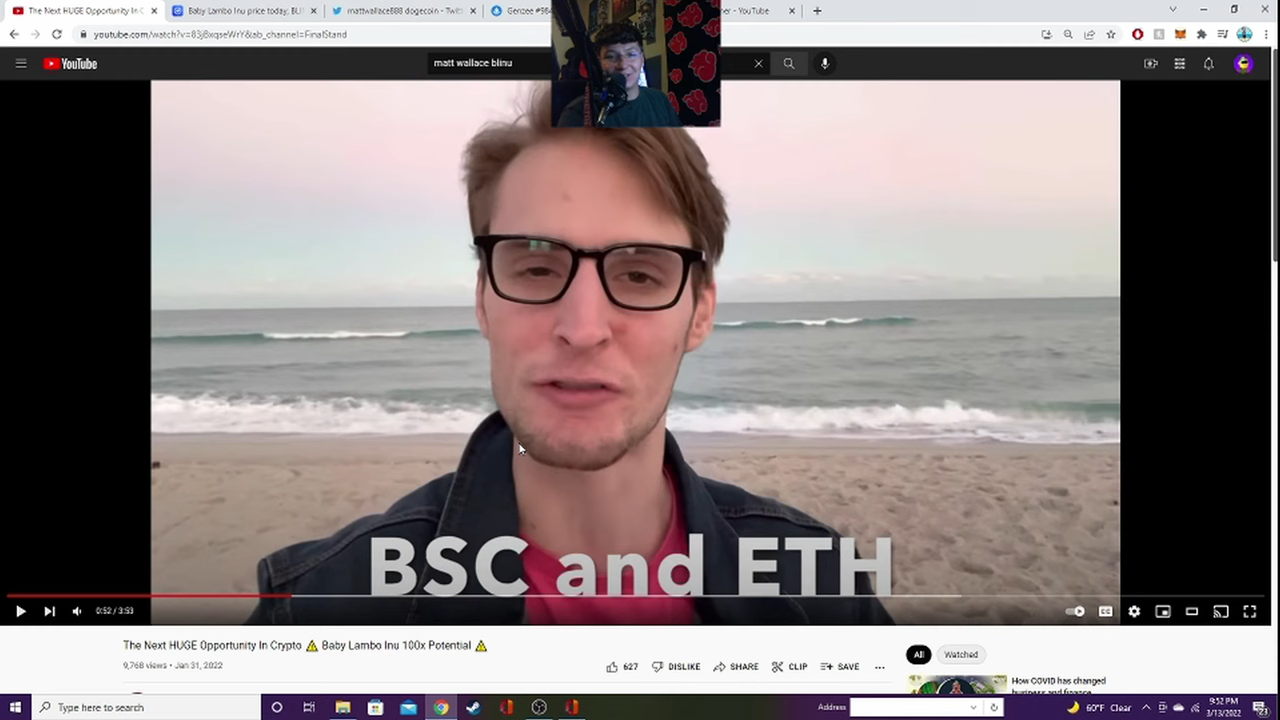 The Next HUGE Opportunity In C
Baby Lambo Inu price today, BL
mattwallace888 dogecoin - Twit
Genzee #984
ner - YouTube
youtube.com/watch?v=83j8xqseWrY&ab_channel=FinalStand
YouTube
matt wallace blinu
BSC and ETH
0:52 / 3:53
The Next HUGE Opportunity In Crypto ⚠ Baby Lambo Inu 100x Potential ⚠
9,768 views • Jan 31, 2022
627
DISLIKE
SHARE
CLIP
SAVE
All
Watched
How COVID has changed
business and finance
Type here to search
Address
60°F Clear
9:52 PM
3/13/2022